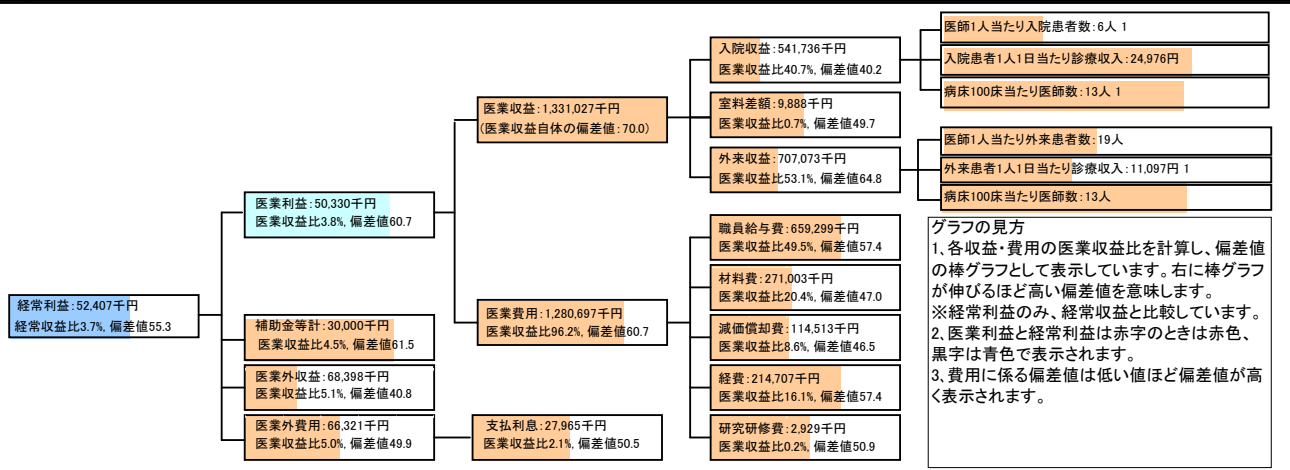 経常利益:52,407千円
経常収益比3.7%, 偏差値55.3
医業利益:50,330千円
医業収益比3.8%, 偏差値60.7
補助金等計:30,000千円
医業収益比4.5%, 偏差値61.5
医業外収益:68,398千円
医業収益比5.1%, 偏差値40.8
医業外費用:66,321千円
医業収益比5.0%, 偏差値49.9
支払利息:27,965千円
医業収益比2.1%, 偏差値50.5
医業収益:1,331,027千円
(医業収益自体の偏差値:70.0)
医業費用:1,280,697千円
医業収益比96.2%, 偏差値60.7
入院収益:541,736千円
医業収益比40.7%, 偏差値40.2
室料差額:9,888千円
医業収益比0.7%, 偏差値49.7
外来収益:707,073千円
医業収益比53.1%, 偏差値64.8
職員給与費:659,299千円
医業収益比49.5%, 偏差値57.4
材料費:271,003千円
医業収益比20.4%, 偏差値47.0
減価償却費:114,513千円
医業収益比8.6%, 偏差値46.5
経費:214,707千円
医業収益比16.1%, 偏差値57.4
研究研修費:2,929千円
医業収益比0.2%, 偏差値50.9
医師1人当たり入院患者数:6人 1
入院患者1人1日当たり診療収入:24,976円
病床100床当たり医師数:13人 1
医師1人当たり外来患者数:19人
外来患者1人1日当たり診療収入:11,097円 1
病床100床当たり医師数:13人
グラフの見方
1、各収益・費用の医業収益比を計算し、偏差値
の棒グラフとして表示しています。右に棒グラフ
が伸びるほど高い偏差値を意味します。
※経常利益のみ、経常収益と比較しています。
2、医業利益と経常利益は赤字のときは赤色、
黒字は青色で表示されます。
3、費用に係る偏差値は低い値ほど偏差値が高
く表示されます。